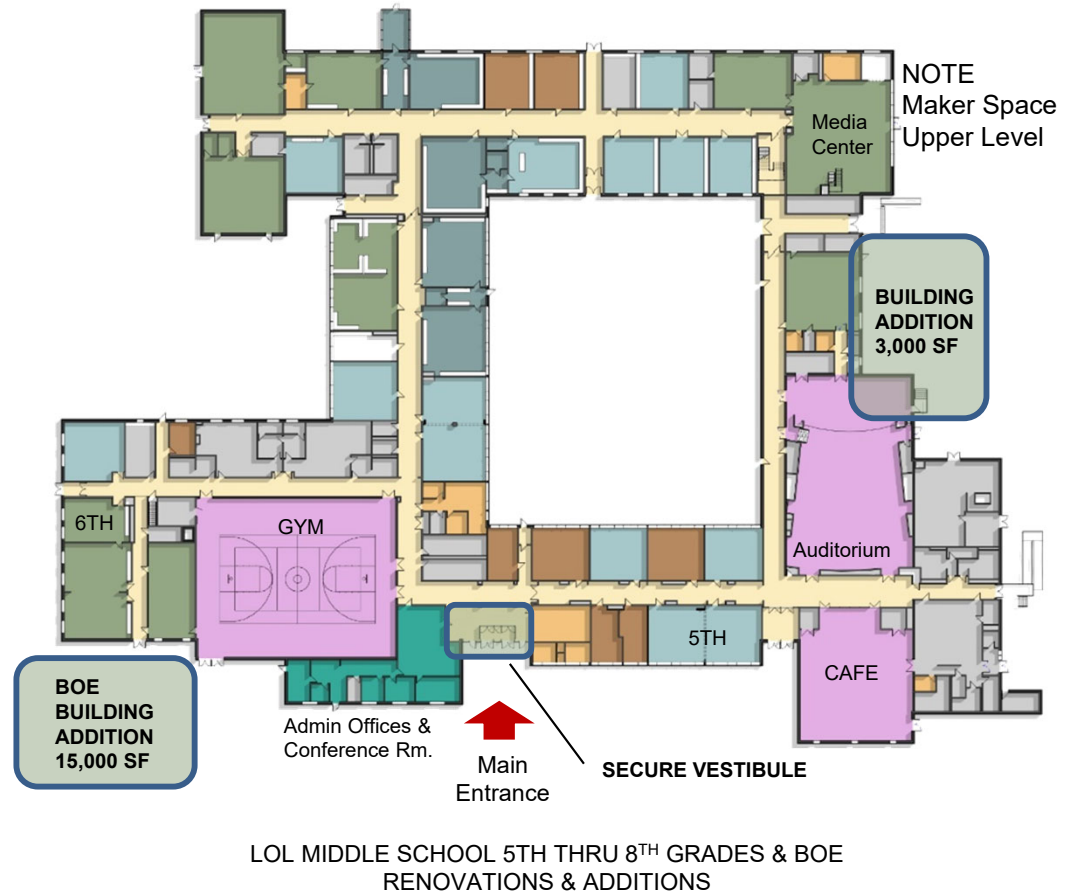 NOTE
Maker Space
Upper Level
Media
Center
BUILDING
ADDITION
3,000 SF
6TH
GYM
Auditorium
5TH
CAFE
BOE
BUILDING
ADDITION
15,000 SF
Admin Offices &
Conference Rm.
Main
Entrance
SECURE VESTIBULE
LOL MIDDLE SCHOOL 5TH THRU 8TH GRADES & BOE
RENOVATIONS & ADDITIONS